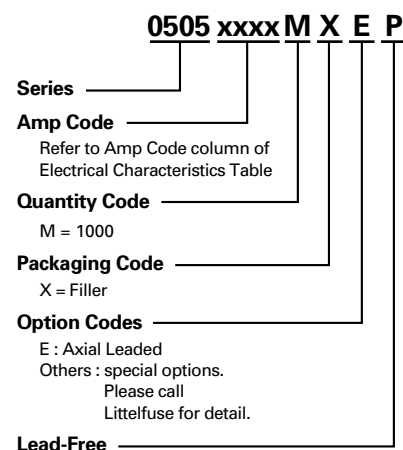 0505 xxxx M X E P
Series
Amp Code
Refer to Amp Code column of
Electrical Characteristics Table
Quantity Code
M = 1000
Packaging Code
X = Filler
Option Codes
E : Axial Leaded
Others : special options.
Please call
Littelfuse for detail.
Lead-Free